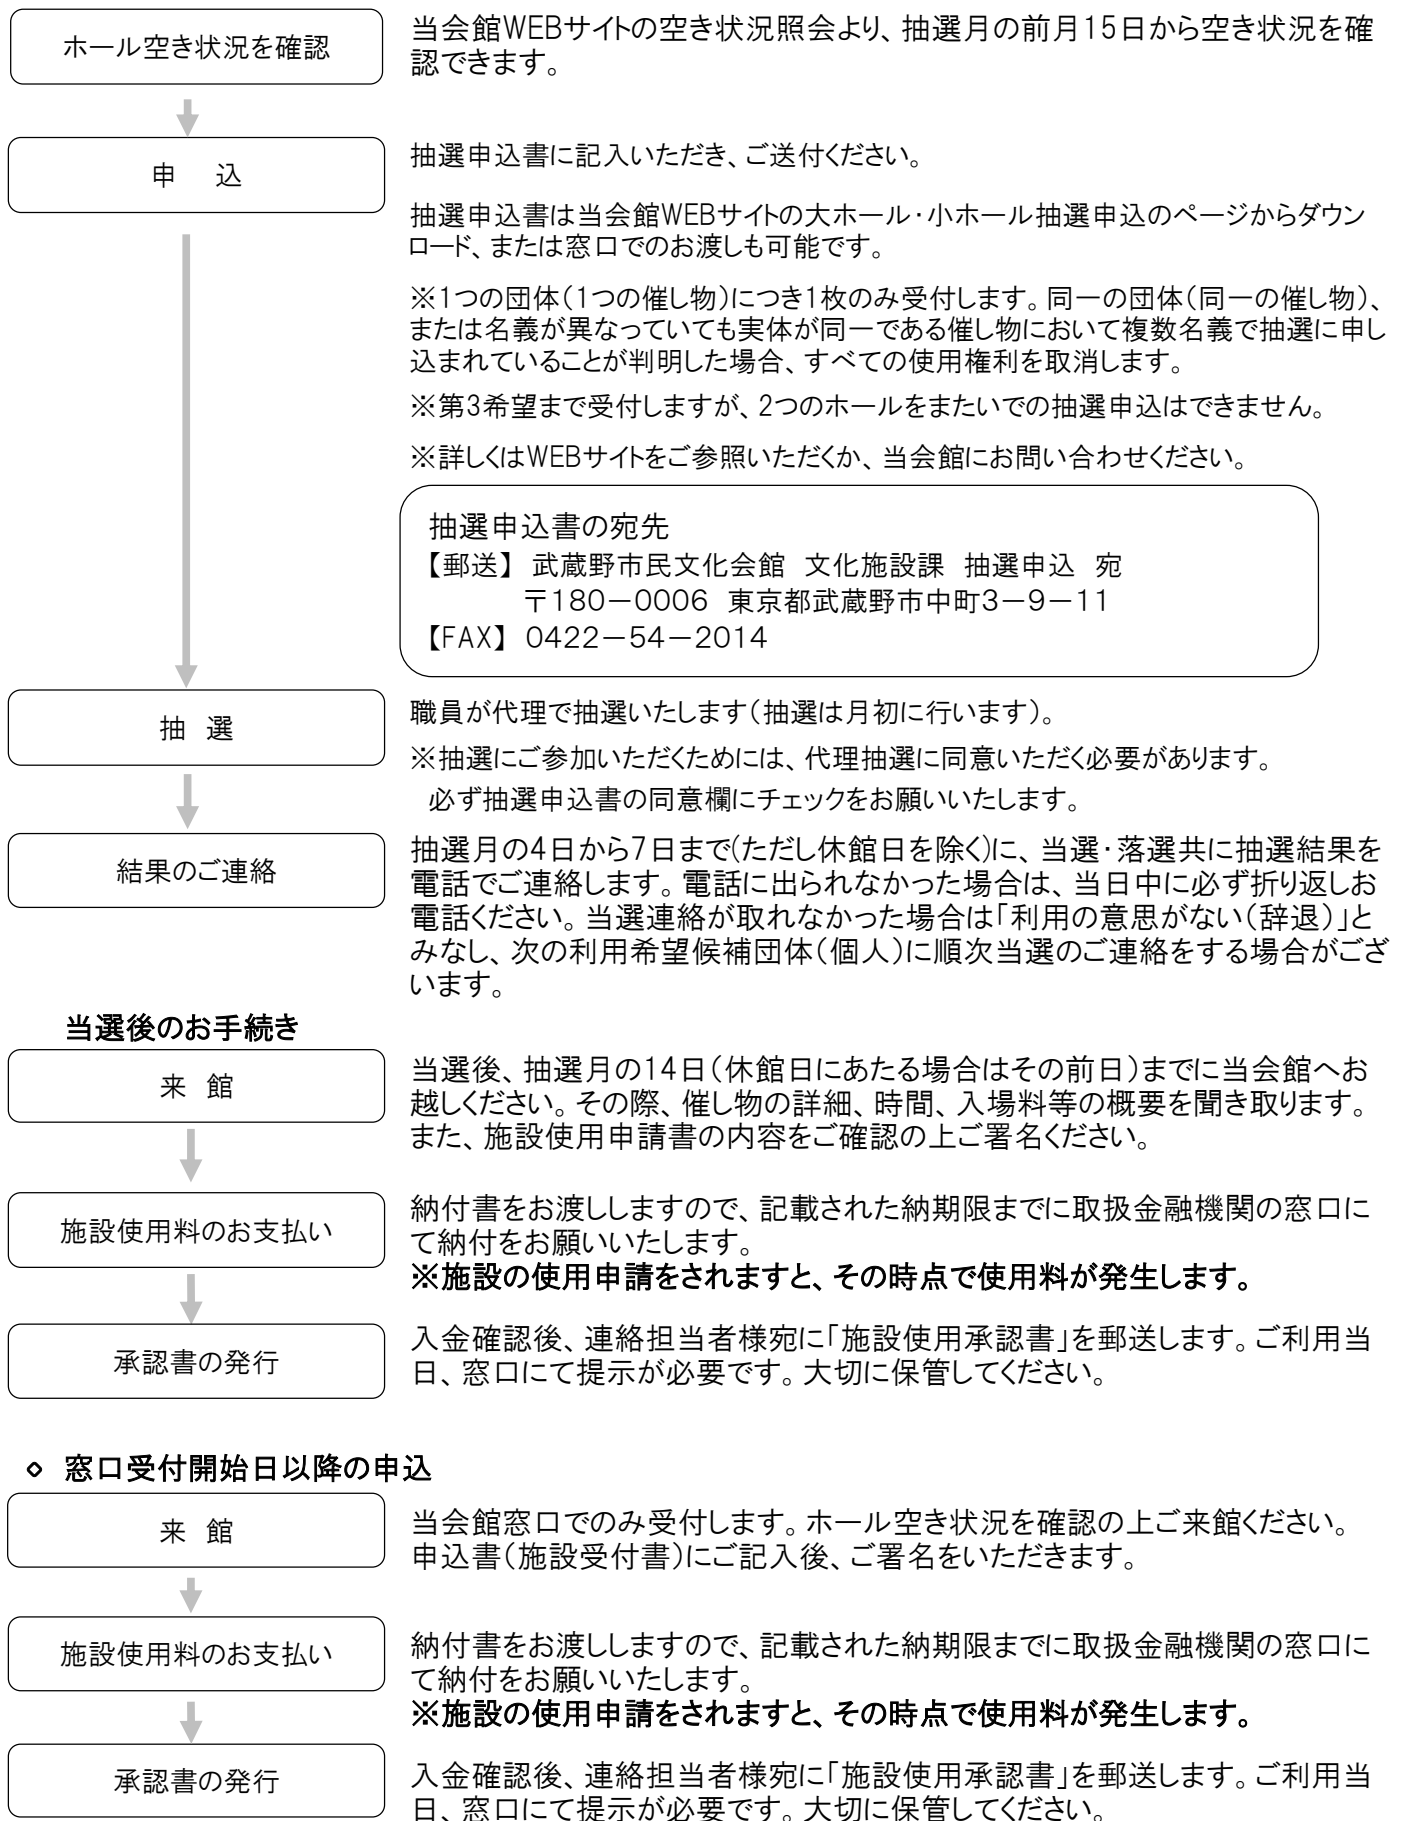 ホール空き状況を確認
当会館WEBサイトの空き状況照会より、抽選月の前月15日から空き状況を確
認できます。
申　込
抽選申込書に記入いただき、ご送付ください。
抽選申込書は当会館WEBサイトの大ホール・小ホール抽選申込のページからダウン
ロード、または窓口でのお渡しも可能です。
※1つの団体（1つの催し物）につき1枚のみ受付します。同一の団体（同一の催し物）、
または名義が異なっていても実体が同一である催し物において複数名義で抽選に申し
込まれていることが判明した場合、すべての使用権利を取消します。
※第3希望まで受付しますが、2つのホールをまたいでの抽選申込はできません。
※詳しくはWEBサイトをご参照いただくか、当会館にお問い合わせください。
抽選申込書の宛先
【郵送】 武蔵野市民文化会館　文化施設課　抽選申込　宛
〒180－0006　東京都武蔵野市中町3－9－11
【FAX】 0422－54－2014
抽　選
職員が代理で抽選いたします（抽選は月初に行います）。
※抽選にご参加いただくためには、代理抽選に同意いただく必要があります。
必ず抽選申込書の同意欄にチェックをお願いいたします。
結果のご連絡
抽選月の4日から7日まで(ただし休館日を除く)に、当選・落選共に抽選結果を
電話でご連絡します。電話に出られなかった場合は、当日中に必ず折り返しお
電話ください。当選連絡が取れなかった場合は「利用の意思がない（辞退）」と
みなし、次の利用希望候補団体（個人）に順次当選のご連絡をする場合がござ
います。
当選後のお手続き
来　館
当選後、抽選月の14日（休館日にあたる場合はその前日）までに当会館へお
越しください。その際、催し物の詳細、時間、入場料等の概要を聞き取ります。
また、施設使用申請書の内容をご確認の上ご署名ください。
施設使用料のお支払い
納付書をお渡ししますので、記載された納期限までに取扱金融機関の窓口に
て納付をお願いいたします。
※施設の使用申請をされますと、その時点で使用料が発生します。
承認書の発行
入金確認後、連絡担当者様宛に「施設使用承認書」を郵送します。ご利用当
日、窓口にて提示が必要です。大切に保管してください。
⋄ 窓口受付開始日以降の申込
来　館
当会館窓口でのみ受付します。ホール空き状況を確認の上ご来館ください。
申込書（施設受付書）にご記入後、ご署名をいただきます。
施設使用料のお支払い
納付書をお渡ししますので、記載された納期限までに取扱金融機関の窓口に
て納付をお願いいたします。
※施設の使用申請をされますと、その時点で使用料が発生します。
承認書の発行
入金確認後、連絡担当者様宛に「施設使用承認書」を郵送します。ご利用当
日、窓口にて提示が必要です。大切に保管してください。